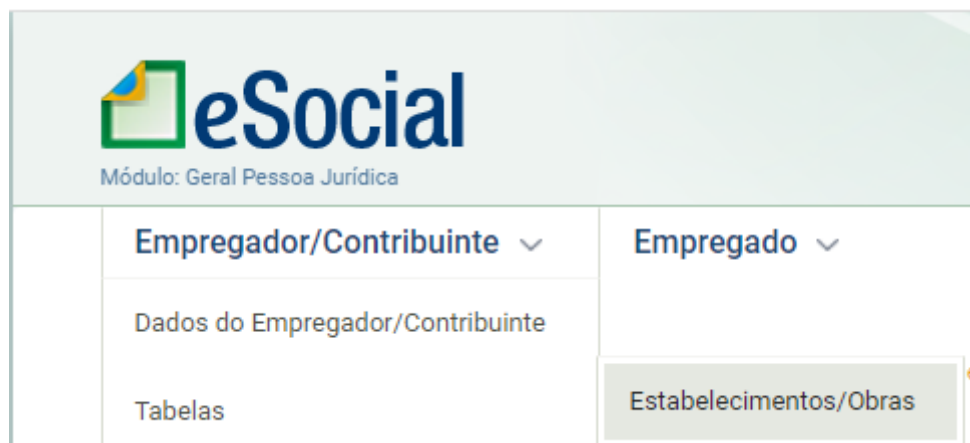 eSocial
Módulo: Geral Pessoa Jurídica
Empregador/Contribuinte
Empregado
Dados do Empregador/Contribuinte
Tabelas
Estabelecimentos/Obras